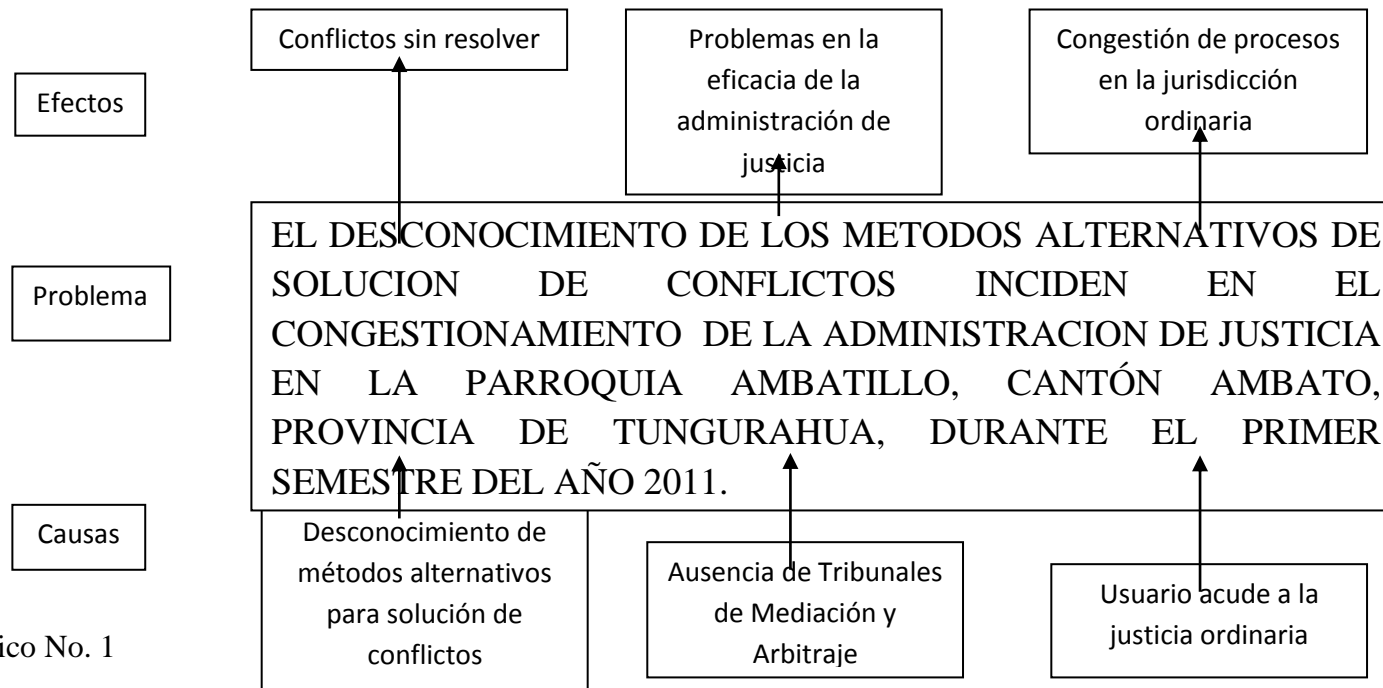 Conflictos sin resolver
Problemas en la
eficacia de la
administración de
justicia
Congestión de procesos
en la jurisdicción
ordinaria
Efectos
EL DESCONOCIMIENTO DE LOS METODOS ALTERNATIVOS DE
SOLUCION DE CONFLICTOS INCIDEN EN EL
CONGESTIONAMIENTO DE LA ADMINISTRACION DE JUSTICIA
EN LA PARROQUIA AMBATILLO, CANTÓN AMBATO,
PROVINCIA DE TUNGURAHUA, DURANTE EL PRIMER
SEMESTRE DEL AÑO 2011.
Problema
Causas
Desconocimiento de
métodos alternativos
para solución de
conflictos
Ausencia de Tribunales
de Mediación y
Arbitraje
Usuario acude a la
justicia ordinaria
ico No. 1